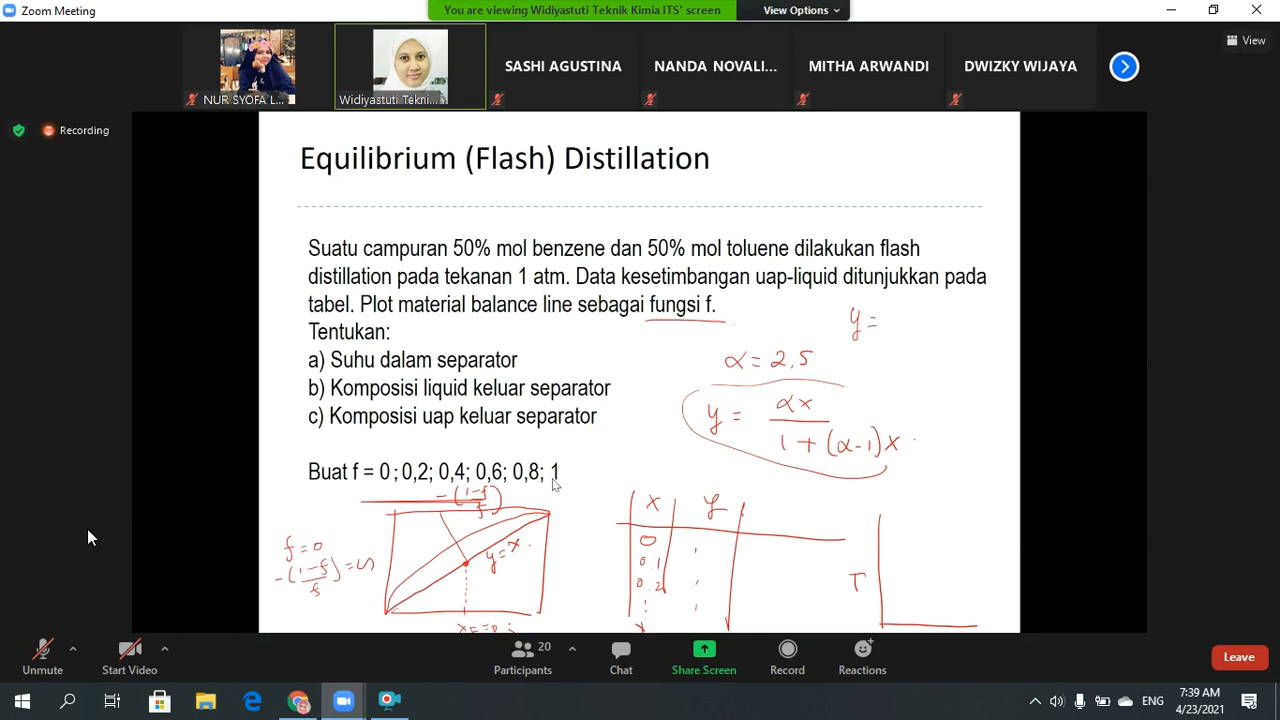 Zoom Meeting
You are viewing Widiyastuti Teknik Kimia ITS' screen
View Options
View
NUR SYOFA L...
Widiyastuti Tekni...
SASHI AGUSTINA
NANDA NOVALI...
MITHA ARWANDI
DWIZKY WIJAYA
Recording
Equilibrium (Flash) Distillation
Suatu campuran 50% mol benzene dan 50% mol toluene dilakukan flash
distillation pada tekanan 1 atm. Data kesetimbangan uap-liquid ditunjukkan pada
tabel. Plot material balance line sebagai fungsi f.
Tentukan:
a) Suhu dalam separator
b) Komposisi liquid keluar separator
c) Komposisi uap keluar separator
Buat f = 0 ; 0,2; 0,4; 0,6; 0,8; 1
y =
α = 2,5
y = αx
1 + (α-1)x
-(1-f)
f
f = 0
-(1-f) = ∽
f
y = x
x y
0
0.1
0.2
T
Unmute
Start Video
20
Participants
Chat
Share Screen
Record
Reactions
Leave
ENG
7:39 AM
4/23/2021